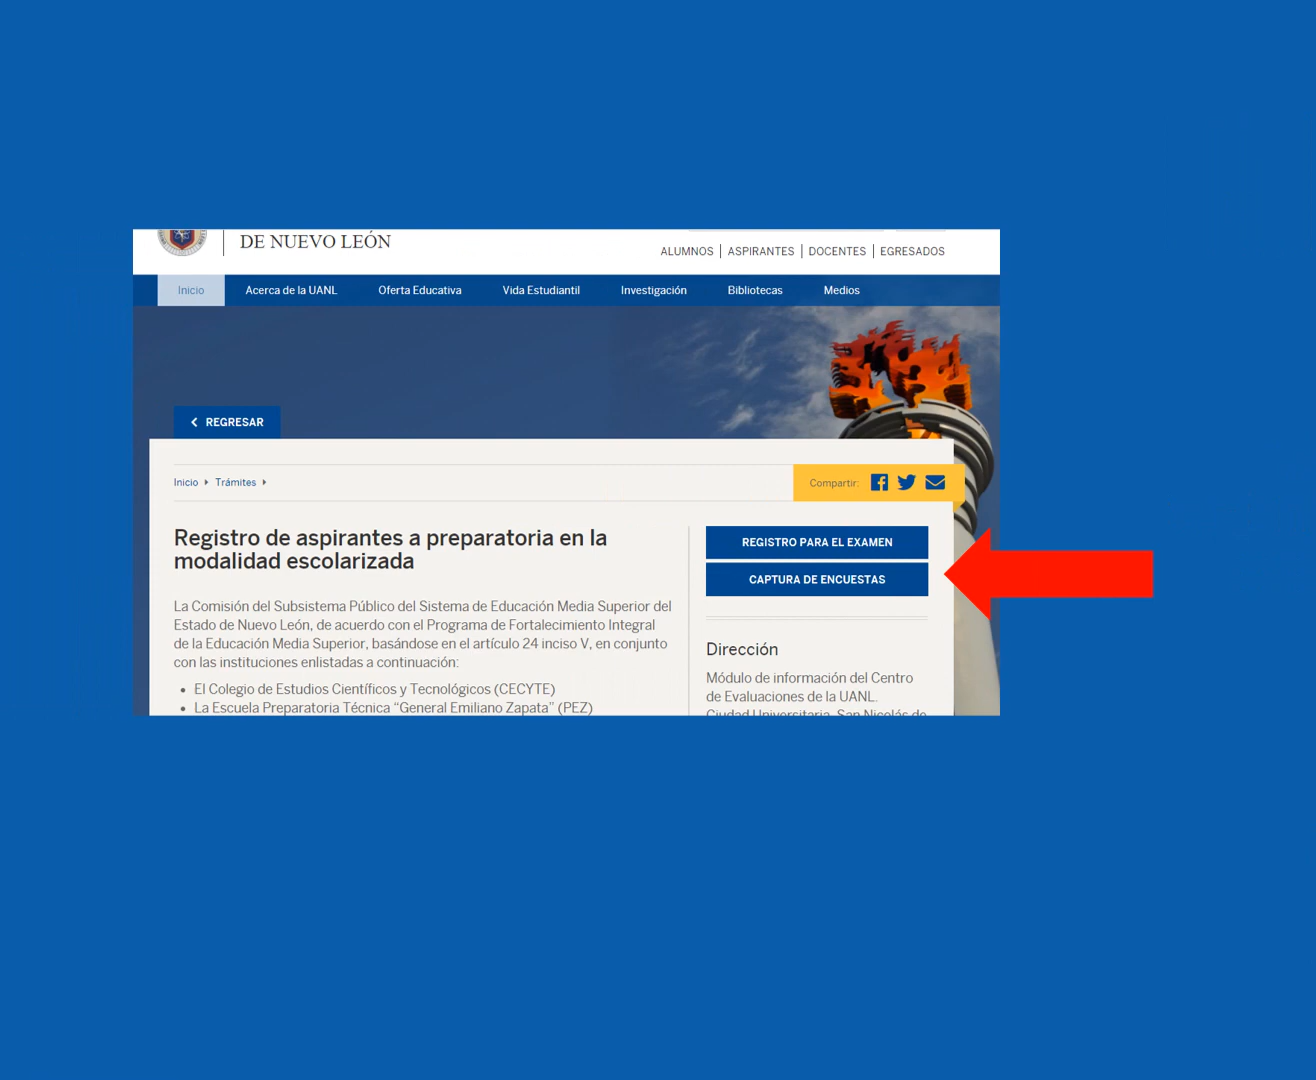 DE NUEVO LEÓN
ALUMNOS | ASPIRANTES | DOCENTES | EGRESADOS
Inicio Acerca de la UANL Oferta Educativa Vida Estudiantil Investigación Bibliotecas Medios
REGRESAR
Inicio Trámites
Compartir:
Registro de aspirantes a preparatoria en la
modalidad escolarizada
La Comisión del Subsistema Público del Sistema de Educación Media Superior del
Estado de Nuevo León, de acuerdo con el Programa de Fortalecimiento Integral
de la Educación Media Superior, basándose en el artículo 24 inciso V, en conjunto
con las instituciones enlistadas a continuación:
• El Colegio de Estudios Científicos y Tecnológicos (CECYTE)
• La Escuela Preparatoria Técnica “General Emiliano Zapata” (PEZ)
REGISTRO PARA EL EXAMEN
CAPTURA DE ENCUESTAS
Dirección
Módulo de información del Centro
de Evaluaciones de la UANL.
Ciudad Universitaria, San Nicolás de